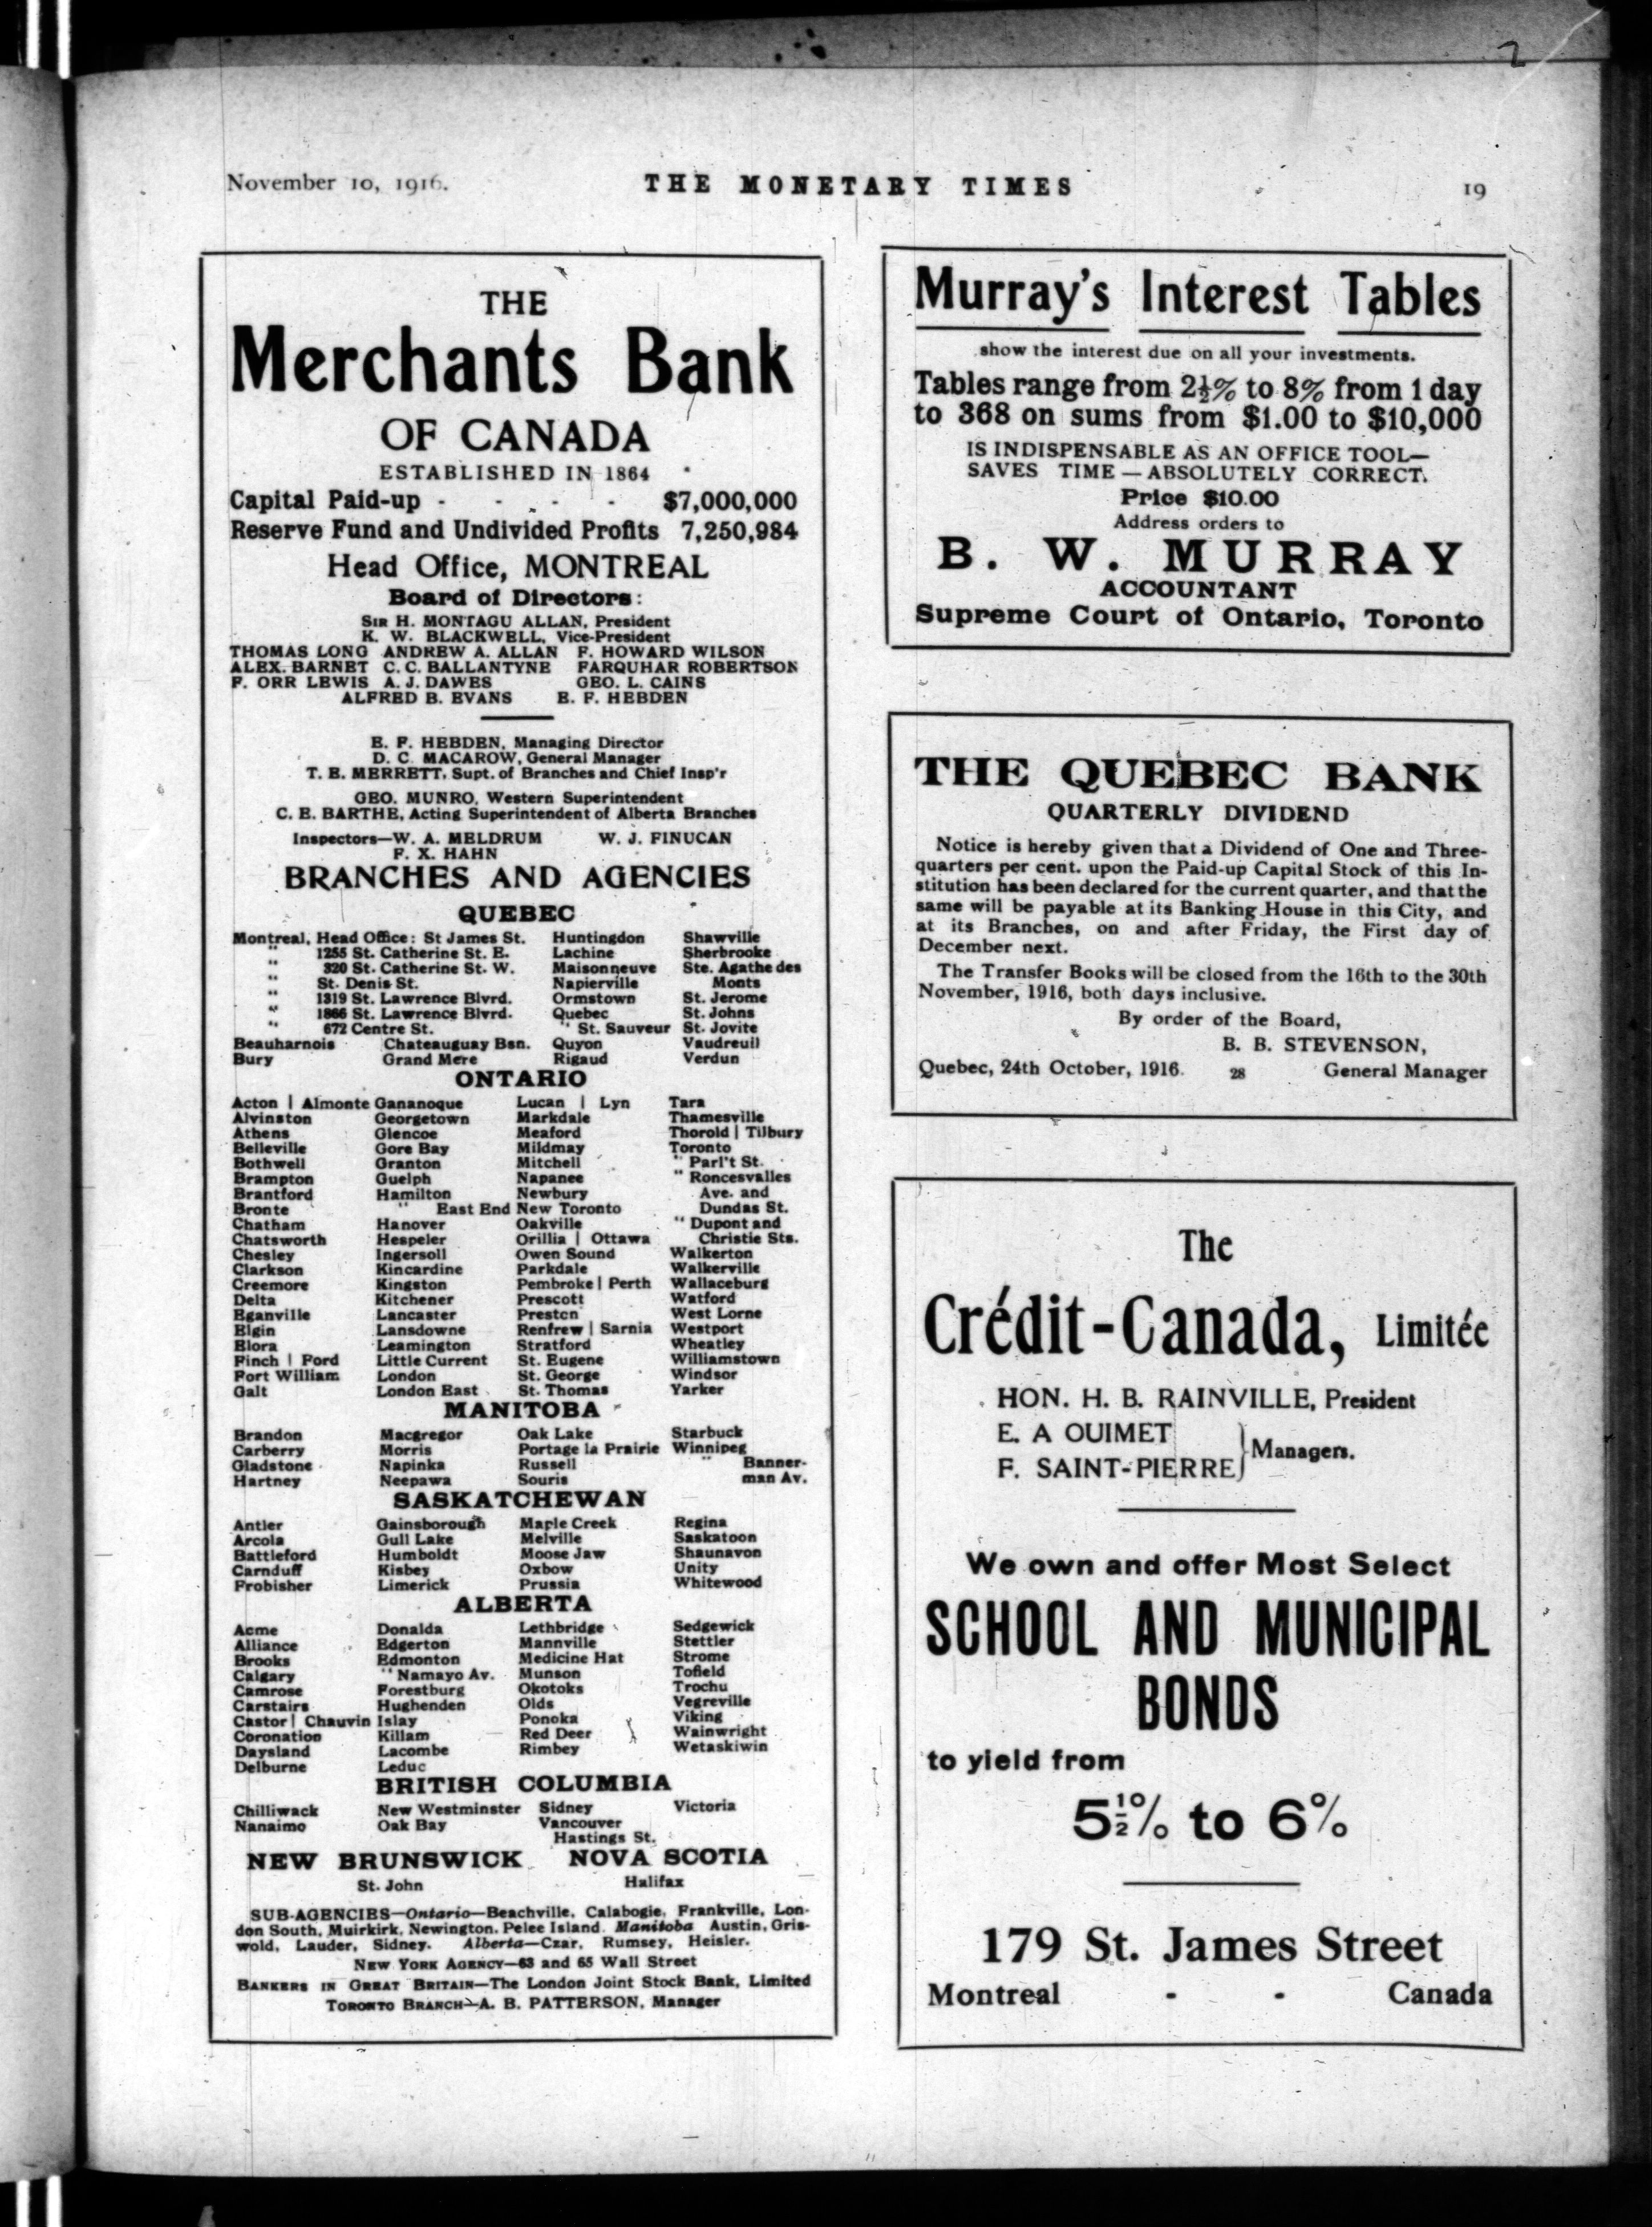 November 10, 1916.
THE MONETARY TIMES
19
THE
Merchants Bank
OF CANADA
ESTABLISHED IN 1864
Capital Paid-up - - - - $7,000,000
Reserve Fund and Undivided Profits 7,250,984
Head Office, MONTREAL
Board of Directors:
SIR H. MONTAGU ALLAN, President
K. W. BLACKWELL, Vice-President
THOMAS LONG ANDREW A. ALLAN F. HOWARD WILSON
ALEX. BARNET C. C. BALLANTYNE FARQUHAR ROBERTSON
F. ORR LEWIS A. J. DAWES GEO. L. CAINS
ALFRED B. EVANS E. F. HEBDEN
E. F. HEBDEN, Managing Director
D. C. MACAROW, General Manager
T. E. MERRETT, Supt. of Branches and Chief Insp'r
GEO. MUNRO, Western Superintendent
C. E. BARTHE, Acting Superintendent of Alberta Branches
Inspectors—W. A. MELDRUM W. J. FINUCAN
F. X. HAHN
BRANCHES AND AGENCIES
QUEBEC
Montreal, Head Office: St James St. Huntingdon Shawville
" 1255 St. Catherine St. E. Lachine Sherbrooke
" 320 St. Catherine St. W. Maisonneuve Ste. Agathe des
" St. Denis St. Napierville Monts
" 1319 St. Lawrence Blvrd. Ormstown St. Jerome
" 1866 St. Lawrence Blvrd. Quebec St. Johns
" 672 Centre St. " St. Sauveur St. Jovite
Beauharnois Chateauguay Bsn. Quyon Vaudreuil
Bury Grand Mere Rigaud Verdun
ONTARIO
Acton | Almonte Gananoque Lucan | Lyn Tara
Alvinston Georgetown Markdale Thamesville
Athens Glencoe Meaford Thorold | Tilbury
Belleville Gore Bay Mildmay Toronto
Bothwell Granton Mitchell " Parl't St.
Brampton Guelph Napanee " Roncesvalles
Brantford Hamilton Newbury Ave. and
Bronte " East End New Toronto Dundas St.
Chatham Hanover Oakville " Dupont and
Chatsworth Hespeler Orillia | Ottawa Christie Sts.
Chesley Ingersoll Owen Sound Walkerton
Clarkson Kincardine Parkdale Walkerville
Creemore Kingston Pembroke | Perth Wallaceburg
Delta Kitchener Prescott Watford
Eganville Lancaster Preston West Lorne
Elgin Lansdowne Renfrew | Sarnia Westport
Elora Leamington Stratford Wheatley
Finch | Ford Little Current St. Eugene Williamstown
Fort William London St. George Windsor
Galt London East St. Thomas Yarker
MANITOBA
Brandon Macgregor Oak Lake Starbuck
Carberry Morris Portage la Prairie Winnipeg
Gladstone Napinka Russell " Banner-
Hartney Neepawa Souris man Av.
SASKATCHEWAN
Antler Gainsborough Maple Creek Regina
Arcola Gull Lake Melville Saskatoon
Battleford Humboldt Moose Jaw Shaunavon
Carnduff Kisbey Oxbow Unity
Frobisher Limerick Prussia Whitewood
ALBERTA
Acme Donalda Lethbridge Sedgewick
Alliance Edgerton Mannville Stettler
Brooks Edmonton Medicine Hat Strome
Calgary " Namayo Av. Munson Tofield
Camrose Forestburg Okotoks Trochu
Carstairs Hughenden Olds Vegreville
Castor | Chauvin Islay Ponoka Viking
Coronation Killam Red Deer Wainwright
Daysland Lacombe Rimbey Wetaskiwin
Delburne Leduc
BRITISH COLUMBIA
Chilliwack New Westminster Sidney Victoria
Nanaimo Oak Bay Vancouver
Hastings St.
NEW BRUNSWICK NOVA SCOTIA
St. John Halifax
SUB-AGENCIES—Ontario—Beachville, Calabogie, Frankville, Lon-
don South, Muirkirk, Newington, Pelee Island. Manitoba Austin, Gris-
wold, Lauder, Sidney. Alberta—Czar, Rumsey, Heisler.
NEW YORK AGENCY—63 and 65 Wall Street
BANKERS IN GREAT BRITAIN—The London Joint Stock Bank, Limited
TORONTO BRANCH—A. B. PATTERSON, Manager
Murray's Interest Tables
show the interest due on all your investments.
Tables range from 2½% to 8% from 1 day
to 368 on sums from $1.00 to $10,000
IS INDISPENSABLE AS AN OFFICE TOOL—
SAVES TIME—ABSOLUTELY CORRECT.
Price $10.00
Address orders to
B. W. MURRAY
ACCOUNTANT
Supreme Court of Ontario, Toronto
THE QUEBEC BANK
QUARTERLY DIVIDEND
Notice is hereby given that a Dividend of One and Three-
quarters per cent. upon the Paid-up Capital Stock of this In-
stitution has been declared for the current quarter, and that the
same will be payable at its Banking House in this City, and
at its Branches, on and after Friday, the First day of
December next.
The Transfer Books will be closed from the 16th to the 30th
November, 1916, both days inclusive.
By order of the Board,
B. B. STEVENSON,
Quebec, 24th October, 1916. 28 General Manager
The
Crédit-Canada, Limitée
HON. H. B. RAINVILLE, President
E. A OUIMET
F. SAINT-PIERRE } Managers.
We own and offer Most Select
SCHOOL AND MUNICIPAL
BONDS
to yield from
5½% to 6%
179 St. James Street
Montreal - - Canada